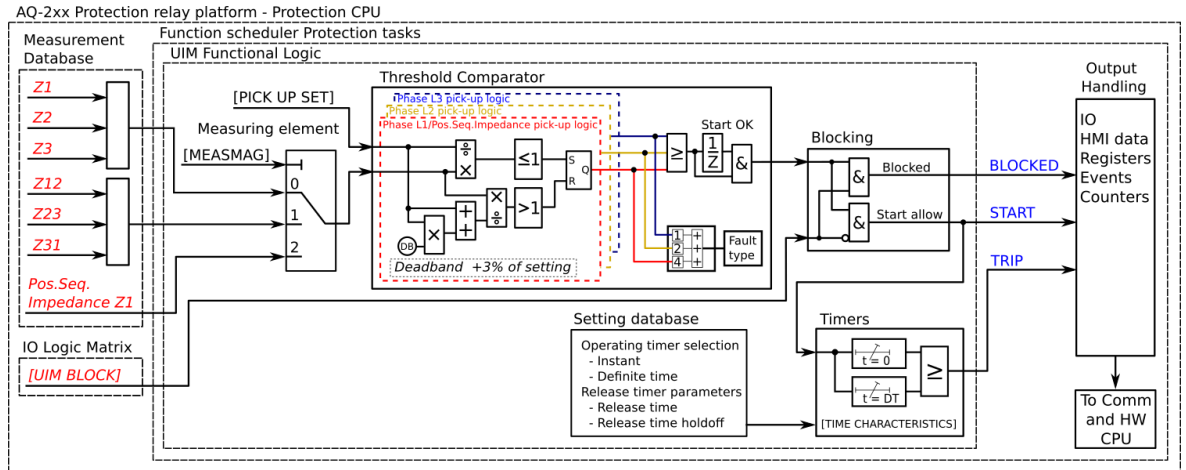 AQ-2xx Protection relay platform - Protection CPU
Measurement
Database
Function scheduler Protection tasks
UIM Functional Logic
Z1
Z2
Z3
Z12
Z23
Z31
Pos.Seq.
Impedance Z1
IO Logic Matrix
[UIM BLOCK]
[PICK UP SET]
Measuring element
[MEASMAG]
0
1
2
Threshold Comparator
Phase L3 pick-up logic
Phase L2 pick-up logic
Phase L1/Pos.Seq.Impedance pick-up logic
÷
×
≤1
S
R
Q
×
÷
>1
+
+
×
DB
Deadband +3% of setting
≥
Start OK
1
Z
&
1 +
2 +
4 +
Fault
type
Blocking
&
Blocked
&
Start allow
BLOCKED
START
TRIP
Output
Handling
IO
HMI data
Registers
Events
Counters
To Comm
and HW
CPU
Setting database
Operating timer selection
- Instant
- Definite time
Release timer parameters
- Release time
- Release time holdoff
Timers
t = 0
t = DT
≥
[TIME CHARACTERISTICS]